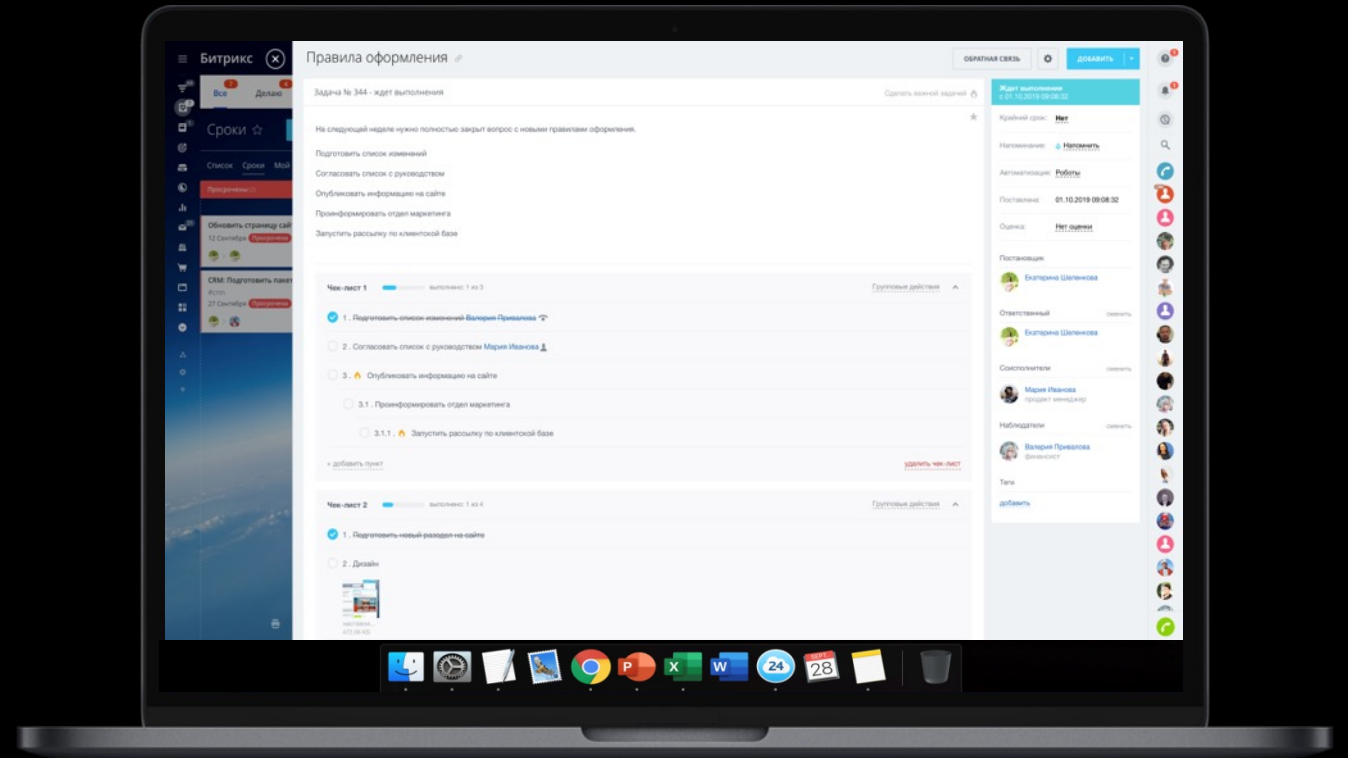 Битрикс
Все
Делаю
Сроки
Список Сроки Мой
Просрочены
Обновить страницу сай
12 Сентября Просрочена
CRM: Подготовить пакет
#crm
27 Сентября Просрочена
Правила оформления
ОБРАТНАЯ СВЯЗЬ
ДОБАВИТЬ
Задача № 344 - ждет выполнения
Сделать важной задачей
На следующей неделе нужно полностью закрыт вопрос с новыми правилами оформления.
Подготовить список изменений
Согласовать список с руководством
Опубликовать информацию на сайте
Проинформировать отдел маркетинга
Запустить рассылку по клиентской базе
Чек-лист 1 выполнено: 1 из 3 Групповые действия
1 . Подготовить список изменений Валерия Привалова
2 . Согласовать список с руководством Мария Иванова
3 . Опубликовать информацию на сайте
3.1 . Проинформировать отдел маркетинга
3.1.1 . Запустить рассылку по клиентской базе
+ добавить пункт
удалить чек-лист
Чек-лист 2 выполнено: 1 из 4 Групповые действия
1 . Подготовить новый раздел на сайте
2 . Дизайн
Ждет выполнения
с 01.10.2019 09:08:32
Крайний срок: Нет
Напоминание: Напомнить
Автоматизация: Роботы
Поставлена: 01.10.2019 09:08:32
Оценка: Нет оценки
Постановщик
Екатерина Шеленкова
Ответственный сменить
Екатерина Шеленкова
Соисполнители сменить
Мария Иванова
продакт менеджер
Наблюдатели сменить
Валерия Привалова
финансист
Теги
добавить
P
X
W
24
SEPT
28